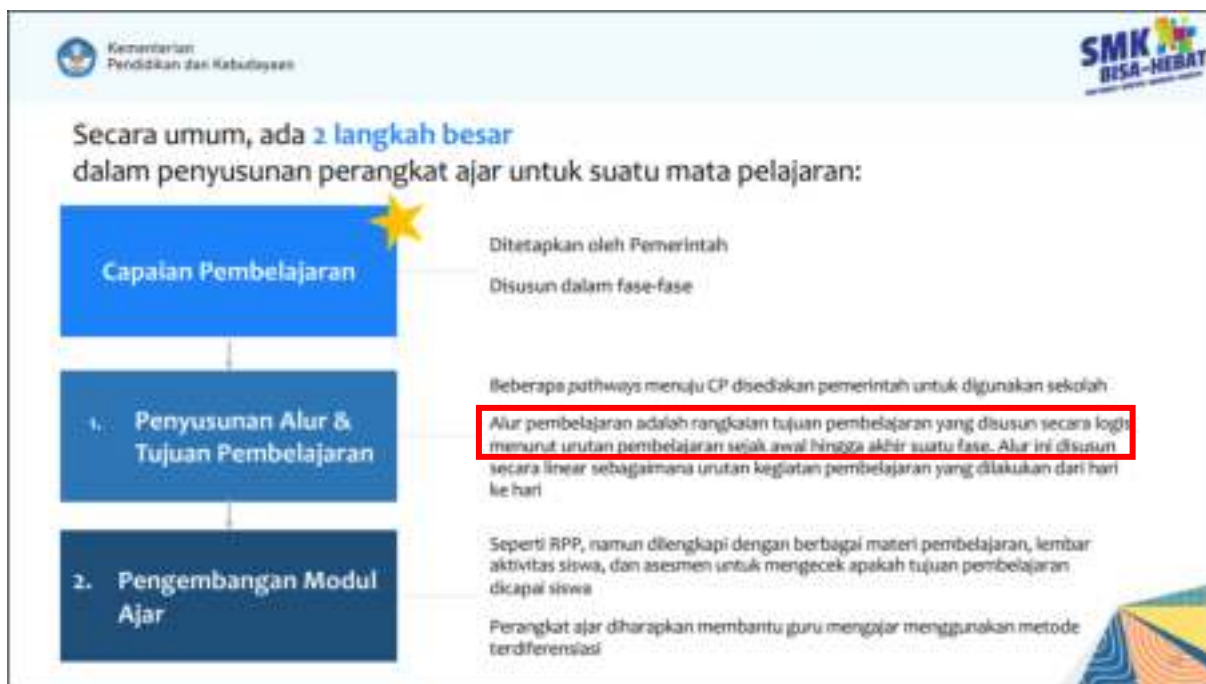 Kementerian
Pendidikan dan Kebudayaan
SMK
BISA-HEBAT
Secara umum, ada 2 langkah besar
dalam penyusunan perangkat ajar untuk suatu mata pelajaran:
Capaian Pembelajaran
Ditetapkan oleh Pemerintah
Disusun dalam fase-fase
1. Penyusunan Alur &
Tujuan Pembelajaran
Beberapa pathways menuju CP disediakan pemerintah untuk digunakan sekolah
Alur pembelajaran adalah rangkaian tujuan pembelajaran yang disusun secara logis
menurut urutan pembelajaran sejak awal hingga akhir suatu fase. Alur ini disusun
secara linear sebagaimana urutan kegiatan pembelajaran yang dilakukan dari hari
ke hari
2. Pengembangan Modul
Ajar
Seperti RPP, namun dilengkapi dengan berbagai materi pembelajaran, lembar
aktivitas siswa, dan asesmen untuk mengecek apakah tujuan pembelajaran
dicapai siswa
Perangkat ajar diharapkan membantu guru mengajar menggunakan metode
terdiferensiasi